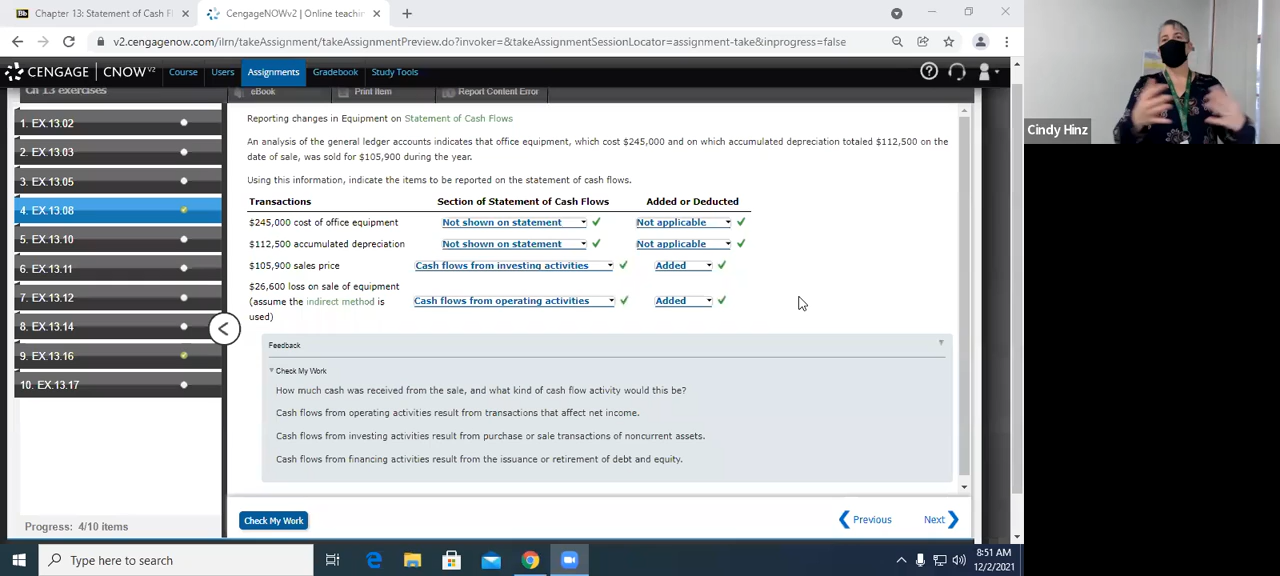 Chapter 13: Statement of Cash F
CengageNOWv2 | Online teachin
v2.cengagenow.com/ilrn/takeAssignment/takeAssignmentPreview.do?invoker=&takeAssignmentSessionLocator=assignment-take&inprogress=false
CENGAGE | CNOWv2 Course Users Assignments Gradebook Study Tools
Ch 13 exercises
eBook Print Item Report Content Error
Cindy Hinz
1. EX.13.02
2. EX.13.03
3. EX.13.05
4. EX.13.08
5. EX.13.10
6. EX.13.11
7. EX.13.12
8. EX.13.14
9. EX.13.16
10. EX.13.17
Progress: 4/10 items
Reporting changes in Equipment on Statement of Cash Flows
An analysis of the general ledger accounts indicates that office equipment, which cost $245,000 and on which accumulated depreciation totaled $112,500 on the
date of sale, was sold for $105,900 during the year.
Using this information, indicate the items to be reported on the statement of cash flows.
Transactions Section of Statement of Cash Flows Added or Deducted
$245,000 cost of office equipment Not shown on statement Not applicable
$112,500 accumulated depreciation Not shown on statement Not applicable
$105,900 sales price Cash flows from investing activities Added
$26,600 loss on sale of equipment
(assume the indirect method is Cash flows from operating activities Added
used)
Feedback
Check My Work
How much cash was received from the sale, and what kind of cash flow activity would this be?
Cash flows from operating activities result from transactions that affect net income.
Cash flows from investing activities result from purchase or sale transactions of noncurrent assets.
Cash flows from financing activities result from the issuance or retirement of debt and equity.
Check My Work Previous Next
Type here to search
8:51 AM
12/2/2021